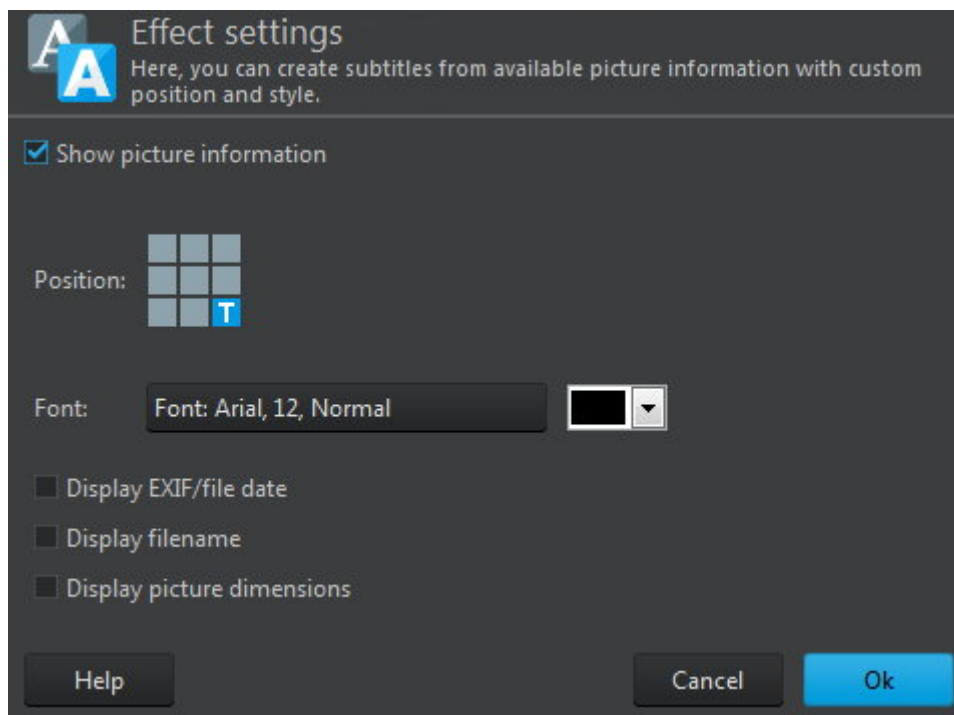 Effect settings
Here, you can create subtitles from available picture information with custom
position and style.
Show picture information
Position:
T
Font:
Font: Arial, 12, Normal
Display EXIF/file date
Display filename
Display picture dimensions
Help
Cancel
Ok